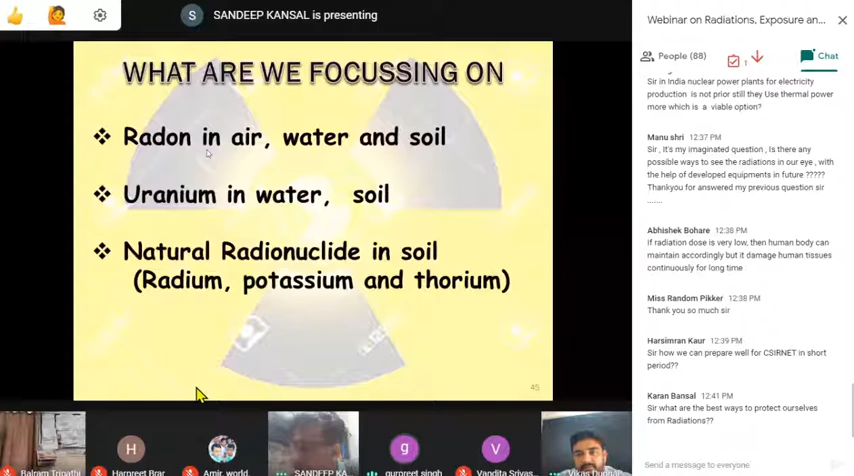 SANDEEP KANSAL is presenting
S
WHAT ARE WE FOCUSSING ON
Radon in air, water and soil
Uranium in water, soil
Natural Radionuclide in soil
(Radium, potassium and thorium)
45
Balram Tripathi
H
Harpreet Brar
Amir_world
SANDEEP KA...
g
gurpreet singh
V
Vandita Srivas...
Webinar on Radiations, Exposure an...
People (88)
1
Chat
Sir in India nuclear power plants for electricity
production is not prior still they Use thermal power
more which is a viable option?
Manu shri 12:37 PM
Sir , It's my imaginated question , Is there any
possible ways to see the radiations in our eye , with
the help of developed equipments in future ?????
Thankyou for answered my previous question sir
.......
Abhishek Bohare 12:38 PM
If radiation dose is very low, then human body can
maintain accordingly but it damage human tissues
continuously for long time
Miss Random Pikker 12:38 PM
Thank you so much sir
Harsimran Kaur 12:39 PM
Sir how we can prepare well for CSIRNET in short
period??
Karan Bansal 12:41 PM
Sir what are the best ways to protect ourselves
from Radiations??
Send a message to everyone